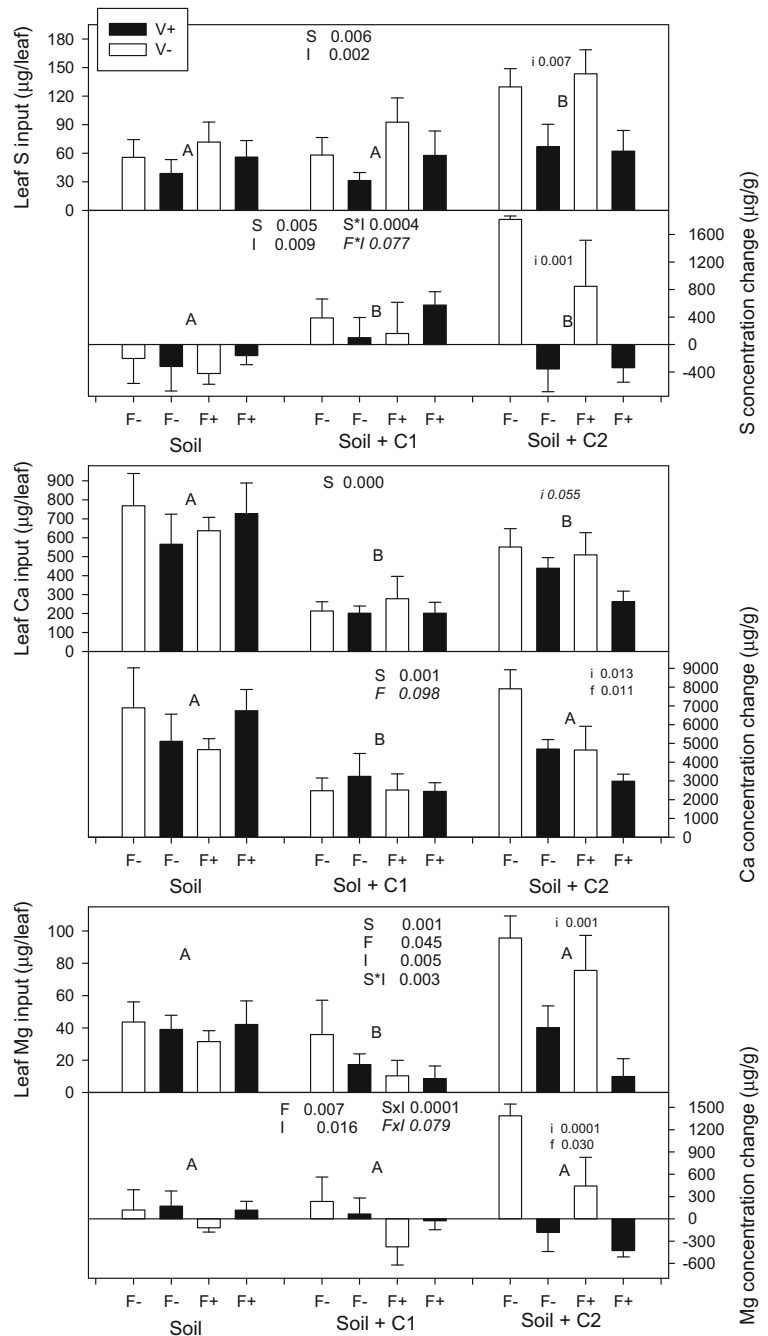 V+
V-
Leaf S input (µg/leaf)
180
150
120
90
60
30
0
S 0.006
I 0.002
i 0.007
A
A
B
S 0.005 S*I 0.0004
I 0.009 F*I 0.077
i 0.001
A
B
B
1600
1200
800
400
0
-400
S concentration change (µg/g)
F- F- F+ F+ F- F- F+ F+ F- F- F+ F+
Soil Soil + C1 Soil + C2
Leaf Ca input (µg/leaf)
900
800
700
600
500
400
300
200
100
0
S 0.000
i 0.055
A
B
B
S 0.001
F 0.098
i 0.013
f 0.011
A
B
A
9000
8000
7000
6000
5000
4000
3000
2000
1000
0
Ca concentration change (µg/g)
F- F- F+ F+ F- F- F+ F+ F- F- F+ F+
Soil Sol + C1 Soil + C2
Leaf Mg input (µg/leaf)
100
80
60
40
20
0
S 0.001
F 0.045
I 0.005
S*I 0.003
i 0.001
A
B
A
F 0.007 SxI 0.0001
I 0.016 FxI 0.079
i 0.0001
f 0.030
A
A
A
1500
1200
900
600
300
0
-300
-600
Mg concentration change (µg/g)
F- F- F+ F+ F- F- F+ F+ F- F- F+ F+
Soil Soil + C1 Soil + C2